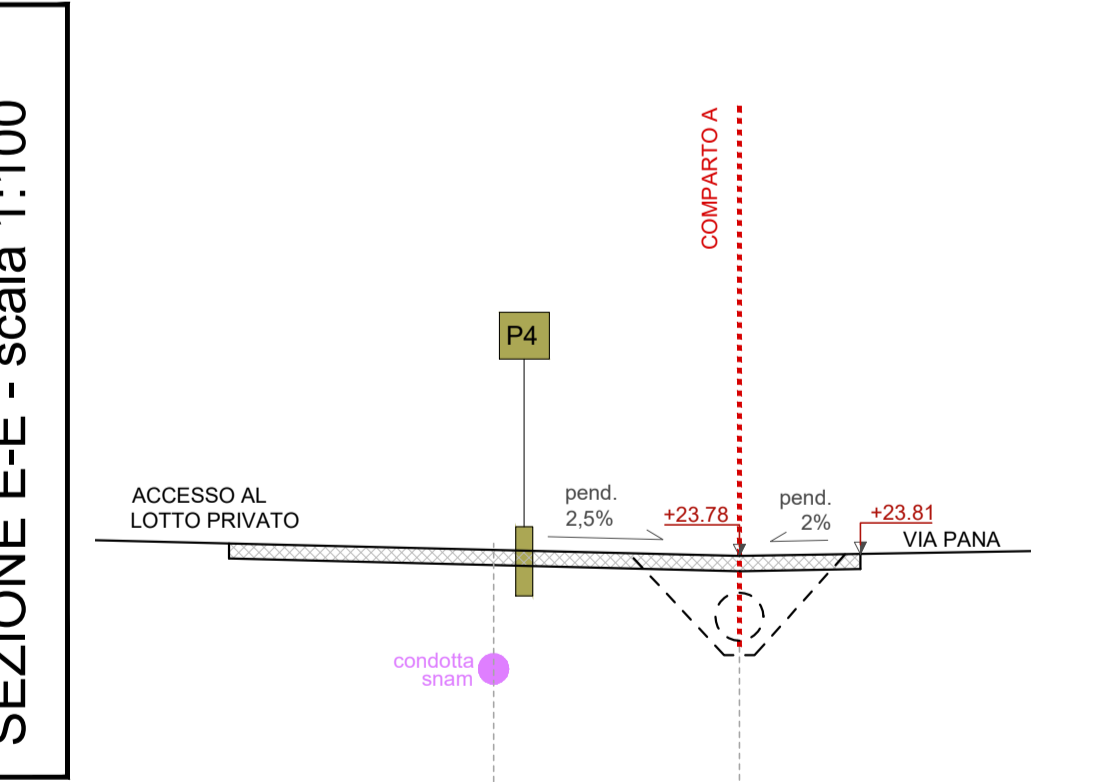 SEZIONE E-E - scala 1:100
COMPARTO A
P4
ACCESSO AL
LOTTO PRIVATO
pend.
2,5%
+23.78
pend.
2%
+23.81
VIA PANA
condotta
snam